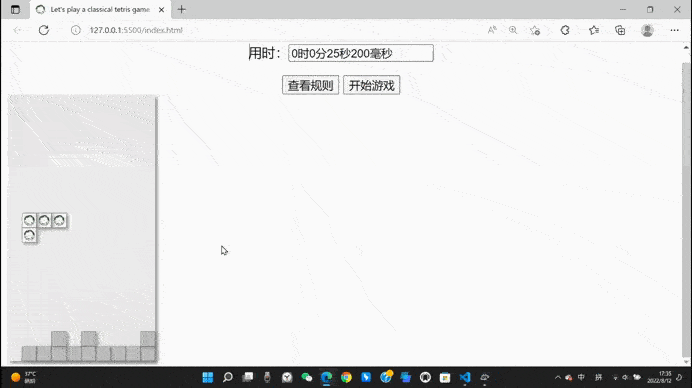 Let's play a classical tetris game
127.0.0.1:5500/index.html
用时: 0时0分25秒200毫秒
查看规则 开始游戏
37°C
中 拼
17:35
2022/8/12